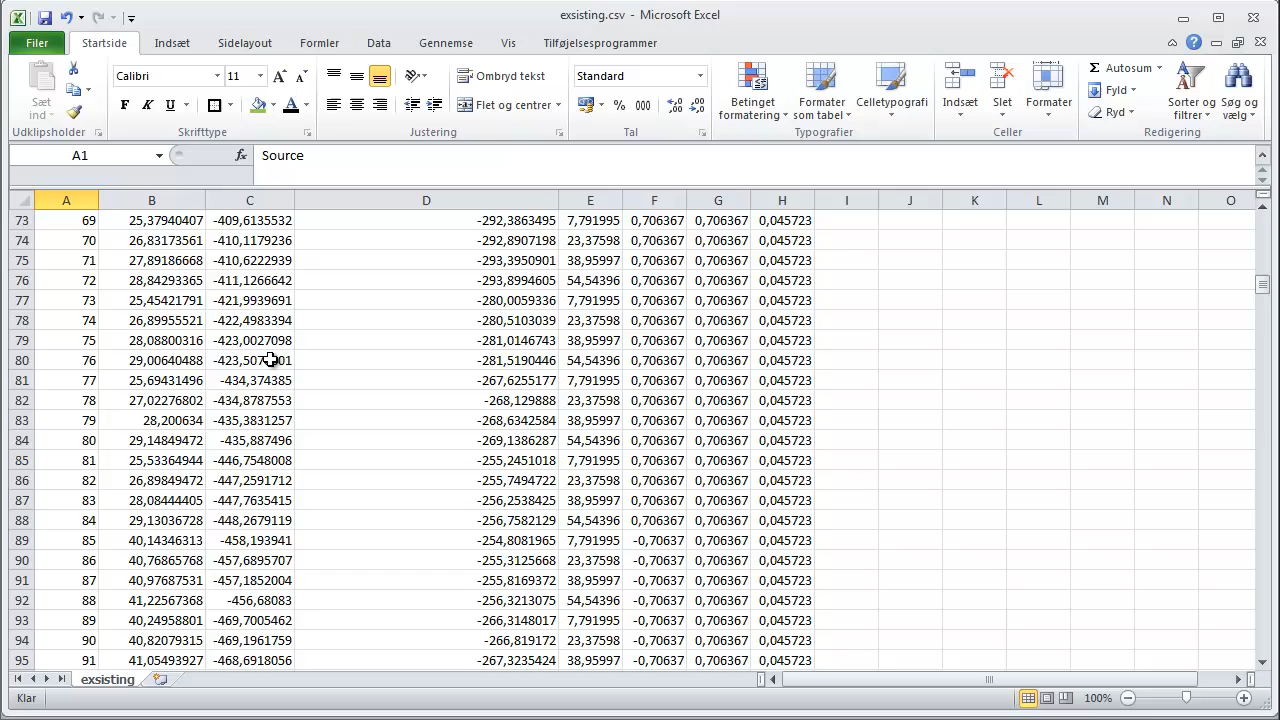 exsisting.csv - Microsoft Excel
Filer Startside Indsæt Sidelayout Formler Data Gennemse Vis Tilføjelsesprogrammer
Sæt ind Calibri 11 Ombryd tekst Standard Betinget formatering Formater som tabel Celletypografi Indsæt Slet Formater Σ Autosum Sorter og filtrer Søg og vælg
F K U Flet og centrer % 000 Fyld Ryd
Udklipsholder Skrifttype Justering Tal Typografier Celler Redigering
A1 fx Source
A B C D E F G H I J K L M N O
73 69 25,37940407 -409,6135532 -292,3863495 7,791995 0,706367 0,706367 0,045723
74 70 26,83173561 -410,1179236 -292,8907198 23,37598 0,706367 0,706367 0,045723
75 71 27,89186668 -410,6222939 -293,3950901 38,95997 0,706367 0,706367 0,045723
76 72 28,84293365 -411,1266642 -293,8994605 54,54396 0,706367 0,706367 0,045723
77 73 25,45421791 -421,9939691 -280,0059336 7,791995 0,706367 0,706367 0,045723
78 74 26,89955521 -422,4983394 -280,5103039 23,37598 0,706367 0,706367 0,045723
79 75 28,08800316 -423,0027098 -281,0146743 38,95997 0,706367 0,706367 0,045723
80 76 29,00640488 -281,5190446 54,54396 0,706367 0,706367 0,045723
81 77 25,69431496 -434,374385 -267,6255177 7,791995 0,706367 0,706367 0,045723
82 78 27,02276802 -434,8787553 -268,129888 23,37598 0,706367 0,706367 0,045723
83 79 28,200634 -435,3831257 -268,6342584 38,95997 0,706367 0,706367 0,045723
84 80 29,14849472 -435,887496 -269,1386287 54,54396 0,706367 0,706367 0,045723
85 81 25,53364944 -446,7548008 -255,2451018 7,791995 0,706367 0,706367 0,045723
86 82 26,89849472 -447,2591712 -255,7494722 23,37598 0,706367 0,706367 0,045723
87 83 28,08444405 -447,7635415 -256,2538425 38,95997 0,706367 0,706367 0,045723
88 84 29,13036728 -448,2679119 -256,7582129 54,54396 0,706367 0,706367 0,045723
89 85 40,14346313 -458,193941 -254,8081965 7,791995 -0,70637 0,706367 0,045723
90 86 40,76865768 -457,6895707 -255,3125668 23,37598 -0,70637 0,706367 0,045723
91 87 40,97687531 -457,1852004 -255,8169372 38,95997 -0,70637 0,706367 0,045723
92 88 41,22567368 -456,68083 -256,3213075 54,54396 -0,70637 0,706367 0,045723
93 89 40,24958801 -469,7005462 -266,3148017 7,791995 -0,70637 0,706367 0,045723
94 90 40,82079315 -469,1961759 -266,819172 23,37598 -0,70637 0,706367 0,045723
95 91 41,05493927 -468,6918056 -267,3235424 38,95997 -0,70637 0,706367 0,045723
exsisting
Klar 100%